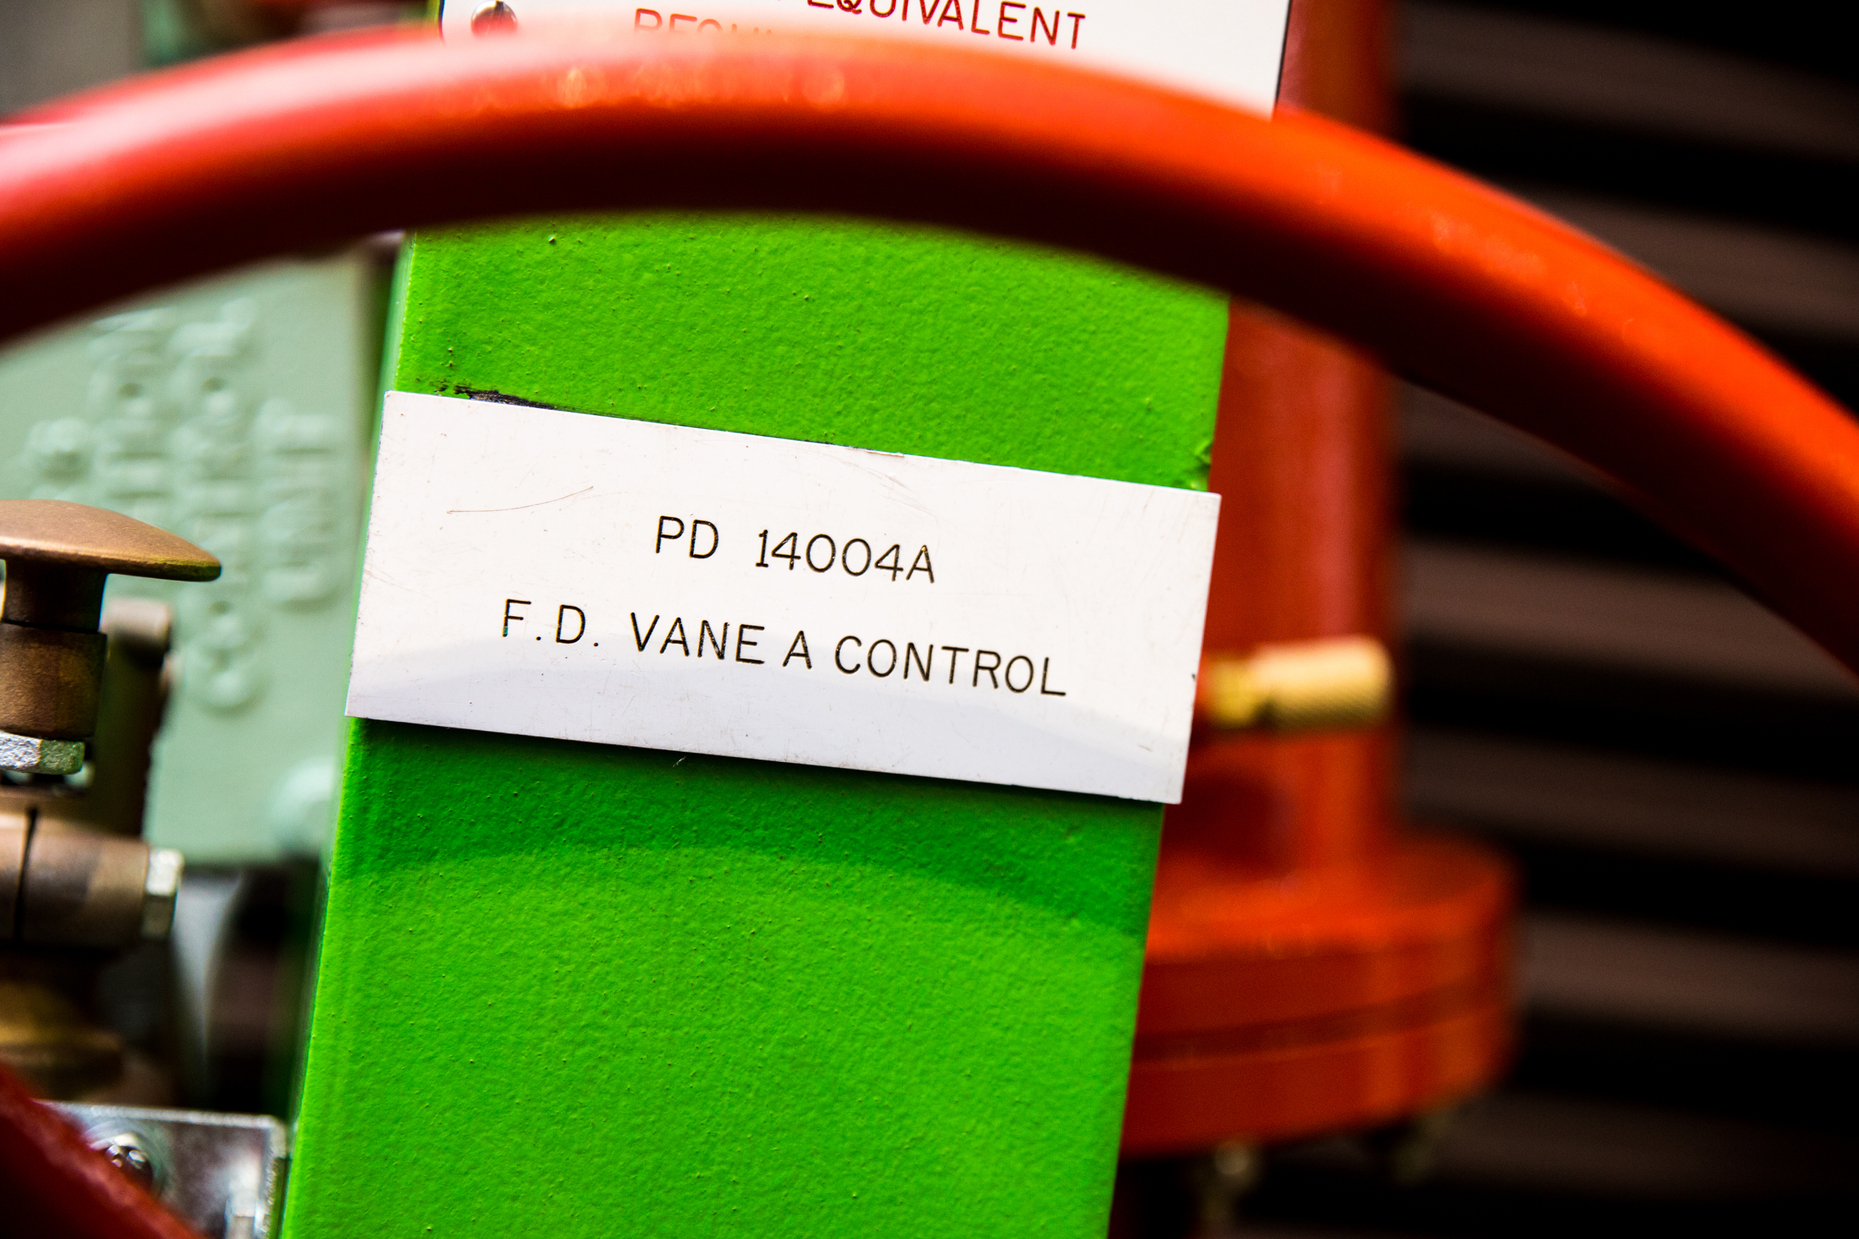 EQUIVALENT
PD 14004A
F.D. VANE A CONTROL